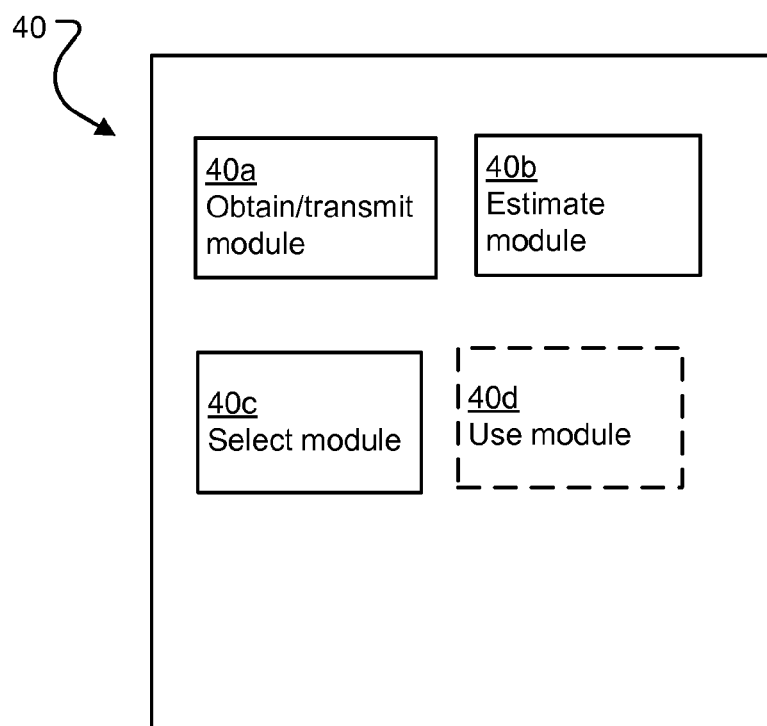 40
40a
Obtain/transmit
module
40b
Estimate
module
40c
Select module
40d
Use module